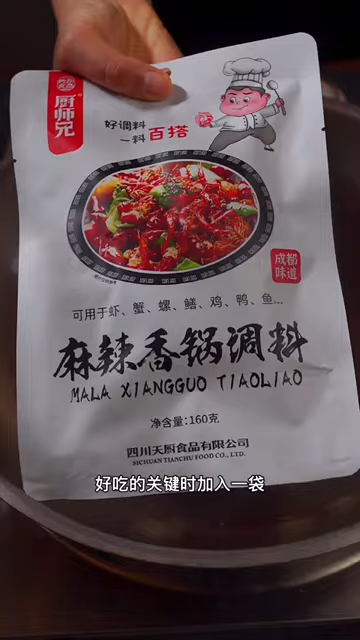 厨师兄
好调料
一料百搭
成都
味道
可用于虾、蟹、螺、鳝、鸡、鸭、鱼...
麻辣香锅调料
MALA XIANGGUO TIAOLIAO
净含量:160克
四川天厨食品有限公司
SICHUAN TIANCHU FOOD CO., LTD.
好吃的关键时加入一袋